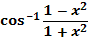 cos⁻¹ (1 − x²)/(1 + x²)